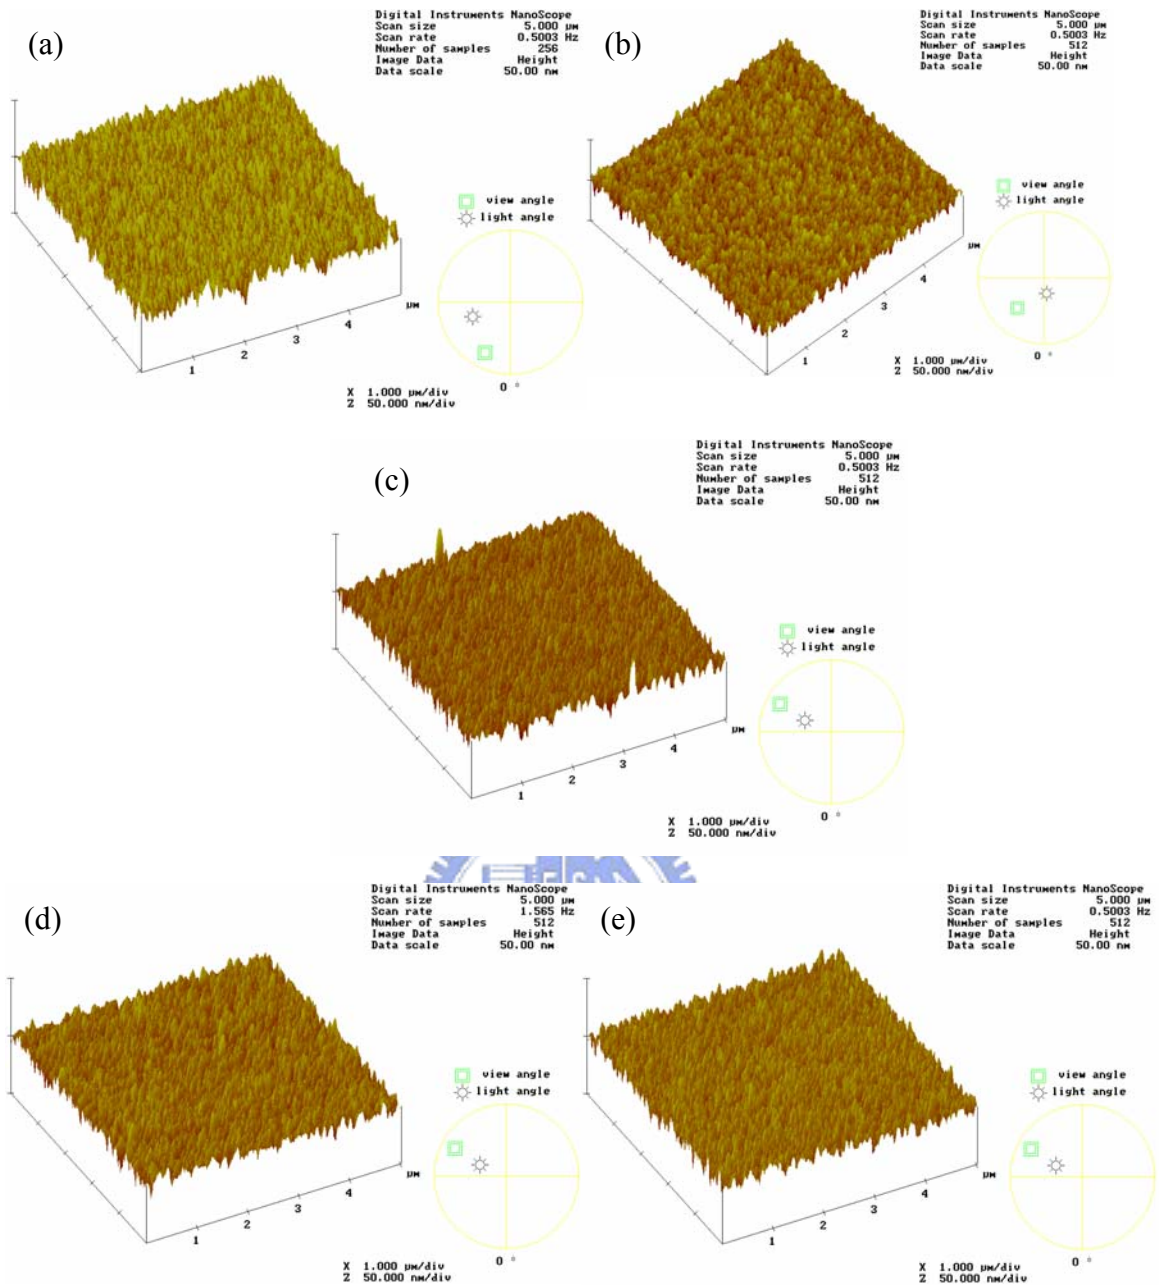 (a)
Digital Instruments NanoScope
Scan size 5.000 µm
Scan rate 0.5003 Hz
Number of samples 256
Image Data Height
Data scale 50.00 nm
view angle
light angle
µm
4
3
2
1
0 °
X 1.000 µm/div
Z 50.000 nm/div
(b)
Digital Instruments NanoScope
Scan size 5.000 µm
Scan rate 0.5003 Hz
Number of samples 512
Image Data Height
Data scale 50.00 nm
view angle
light angle
µm
4
3
2
1
0 °
X 1.000 µm/div
Z 50.000 nm/div
(c)
Digital Instruments NanoScope
Scan size 5.000 µm
Scan rate 0.5003 Hz
Number of samples 512
Image Data Height
Data scale 50.00 nm
view angle
light angle
µm
4
3
2
1
0 °
X 1.000 µm/div
Z 50.000 nm/div
(d)
Digital Instruments NanoScope
Scan size 5.000 µm
Scan rate 1.565 Hz
Number of samples 512
Image Data Height
Data scale 50.00 nm
view angle
light angle
µm
4
3
2
1
0 °
X 1.000 µm/div
Z 50.000 nm/div
(e)
Digital Instruments NanoScope
Scan size 5.000 µm
Scan rate 0.5003 Hz
Number of samples 512
Image Data Height
Data scale 50.00 nm
view angle
light angle
µm
4
3
2
1
0 °
X 1.000 µm/div
Z 50.000 nm/div